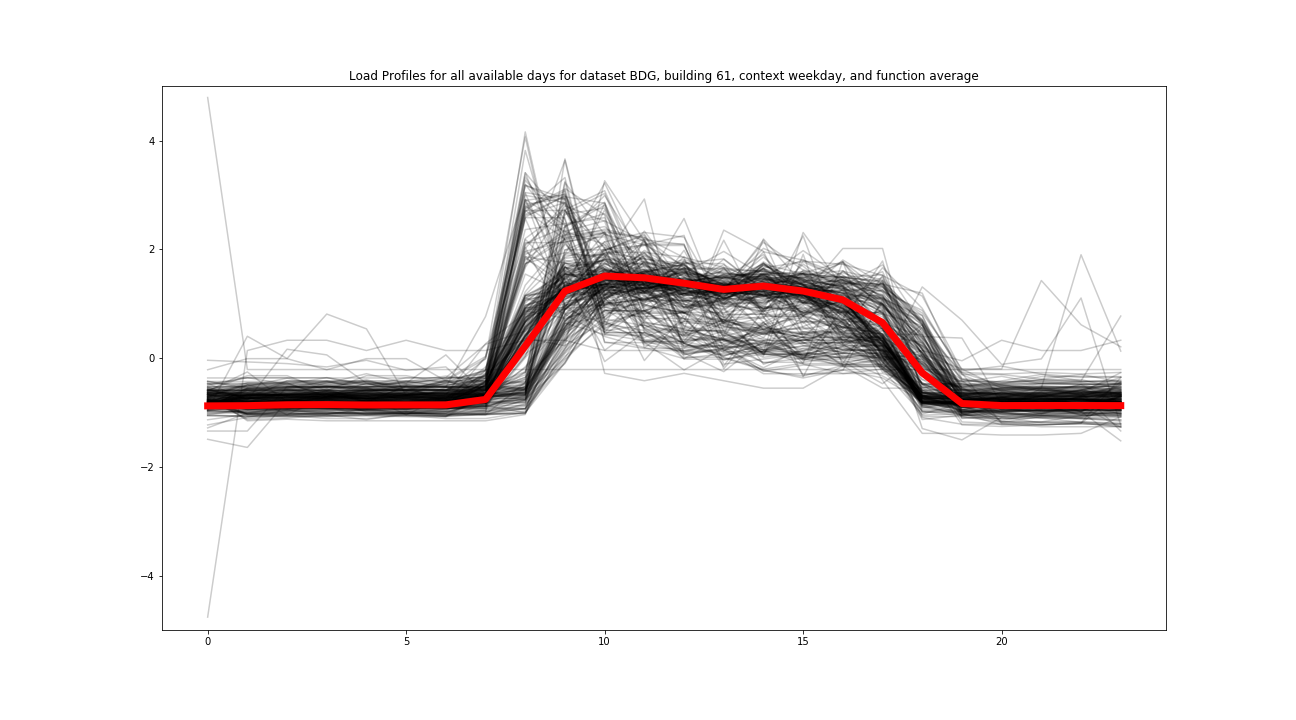 Load Profiles for all available days for dataset BDG, building 61, context weekday, and function average
4
2
0
−2
−4
0 5 10 15 20